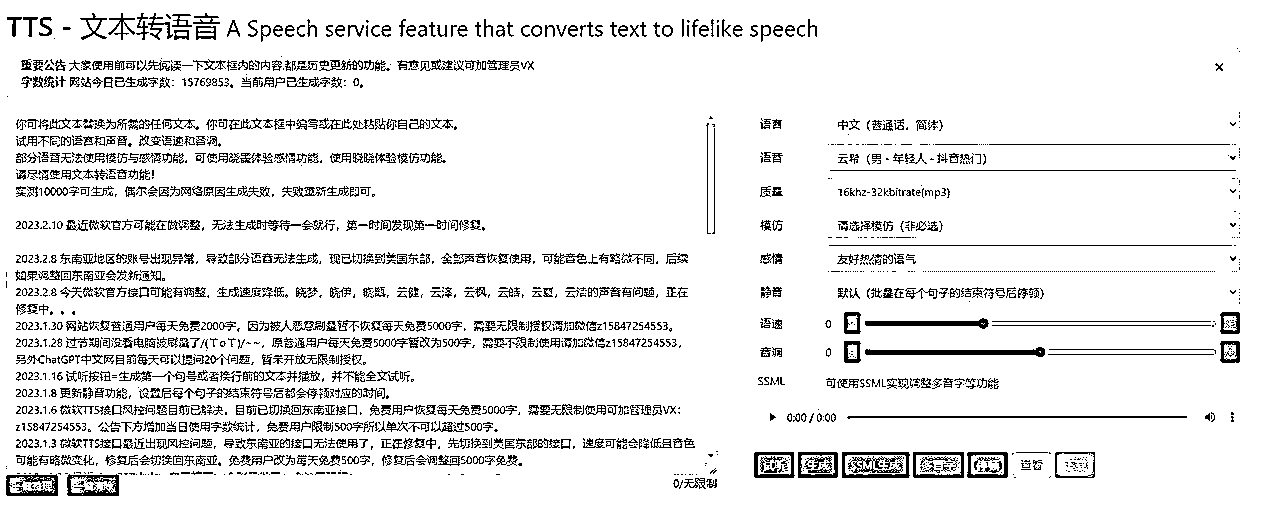 TTS - 文本转语音 A Speech service feature that converts text to lifelike speech
重要公告 大家使用前可以先阅读一下文本框内的内容,都是历史更新的功能。有意见或建议可加管理员VX
字数统计 网站今日已生成字数：15769853。当前用户已生成字数：0。
你可将此文本替换为所需的任何文本。你可在此文本框中编写或在此处粘贴你自己的文本。
试用不同的语言和声音。改变语速和音调。
部分语音无法使用模仿与感情功能，可使用晓墨体验感情功能，使用晓晓体验模仿功能。
请尽情使用文本转语音功能!
实测10000字可生成，偶尔会因为网络原因生成失败，失败重新生成即可。
2023.2.10 最近微软官方可能在做调整，无法生成时等待一会就行，第一时间发现第一时间修复。
2023.2.8 东南亚地区的账号出现异常，导致部分语音无法生成，现已切换到美国东部，全部声音恢复使用，可能音色上有略微不同，后续
如果调整回东南亚会发新通知。
2023.2.8 今天微软官方接口可能有调整，生成速度降低。晓梦，晓伊，晓甄，云健，云泽，云枫，云皓，云夏，云洁的声音有问题，正在
修复中。。。
2023.1.30 网站恢复普通用户每天免费2000字，因为被人恶意刷量暂不恢复每天免费5000字，需要无限制授权请加微信z15847254553。
2023.1.28 过节期间没看电脑被刷量了/(ToT)/~~，原普通用户每天免费5000字暂改为500字，需要不限制使用请加微信z15847254553，
另外ChatGPT中文网目前每天可以提问20个问题，暂未开放无限制授权。
2023.1.16 试听按钮=生成第一个句号或者换行前的文本并播放，并不能全文试听。
2023.1.8 更新静音功能，设置后每个句子的结束符号后都会停顿对应的时间。
2023.1.6 微软TTS接口风控问题目前已解决，目前已切换回东南亚接口，免费用户恢复每天免费5000字，需要无限制使用可加管理员VX：
z15847254553。公告下方增加当日使用字数统计，免费用户限制500字所以单次不可以超过500字。
2023.1.3 微软TTS接口最近出现风控问题，导致东南亚的接口无法使用了，正在修复中，先切换到美国东部的接口，速度可能会降低且音色
可能有略微变化，修复后会切换回东南亚。免费用户改为每天免费500字，修复后会调整回5000字免费。
0/无限制
语言 中文（普通话，简体）
语音 云希（男 - 年轻人 - 抖音热门）
质量 16khz-32kbitrate(mp3)
模仿 请选择模仿（非必选）
感情 友好热情的语气
静音 默认（批量在每个句子的结束符号后停顿）
语速 0
音调 0
SSML 可使用SSML实现调整多音字等功能
0:00 / 0:00
试听 生成 SSML生成 查看